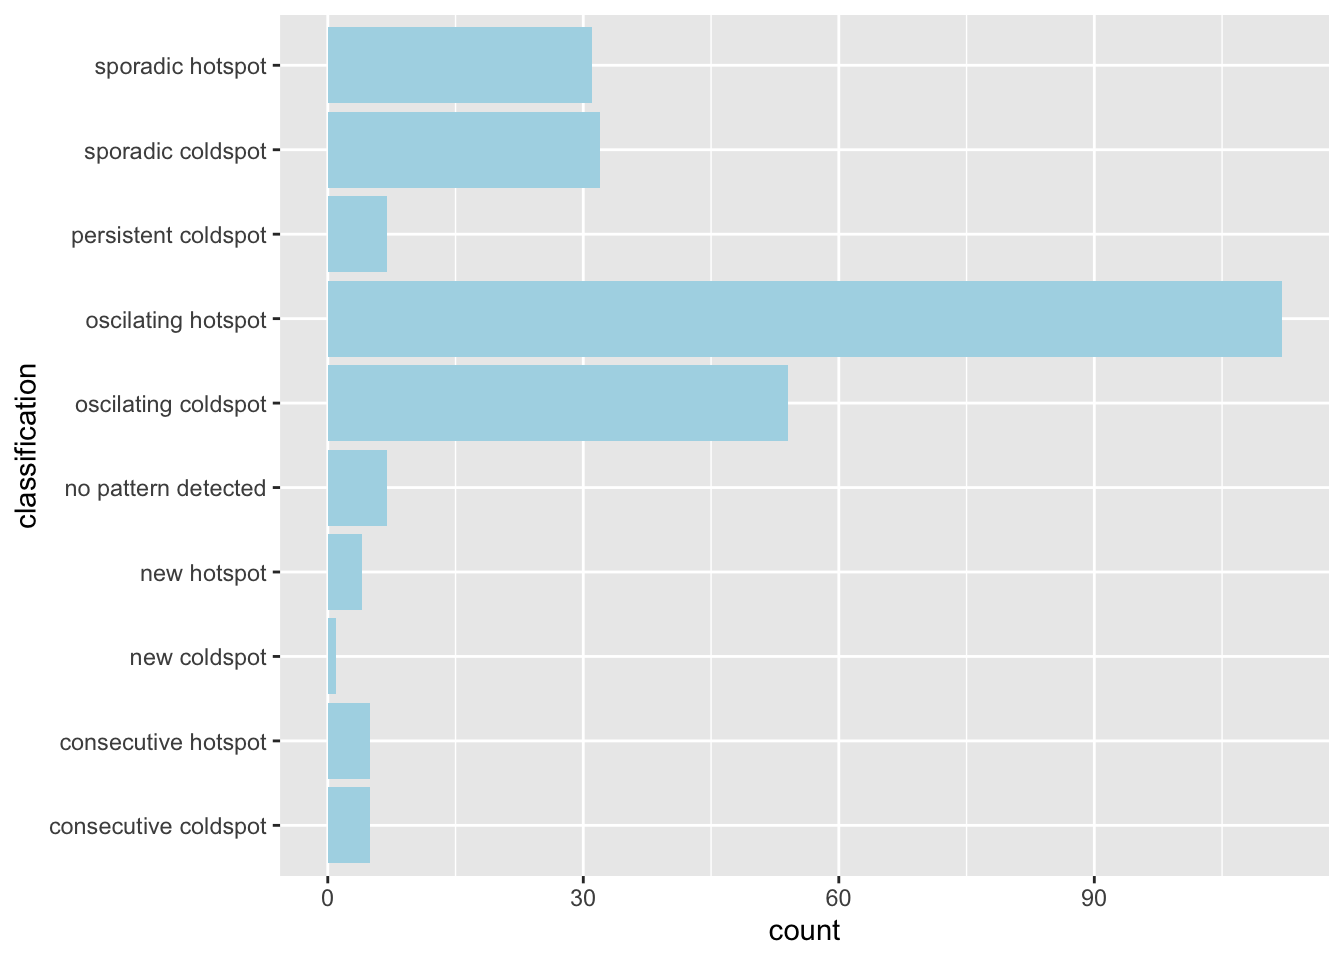 sporadic hotspot
sporadic coldspot
persistent coldspot
oscilating hotspot
oscilating coldspot
no pattern detected
new hotspot
new coldspot
consecutive hotspot
consecutive coldspot
classification
0 30 60 90
count